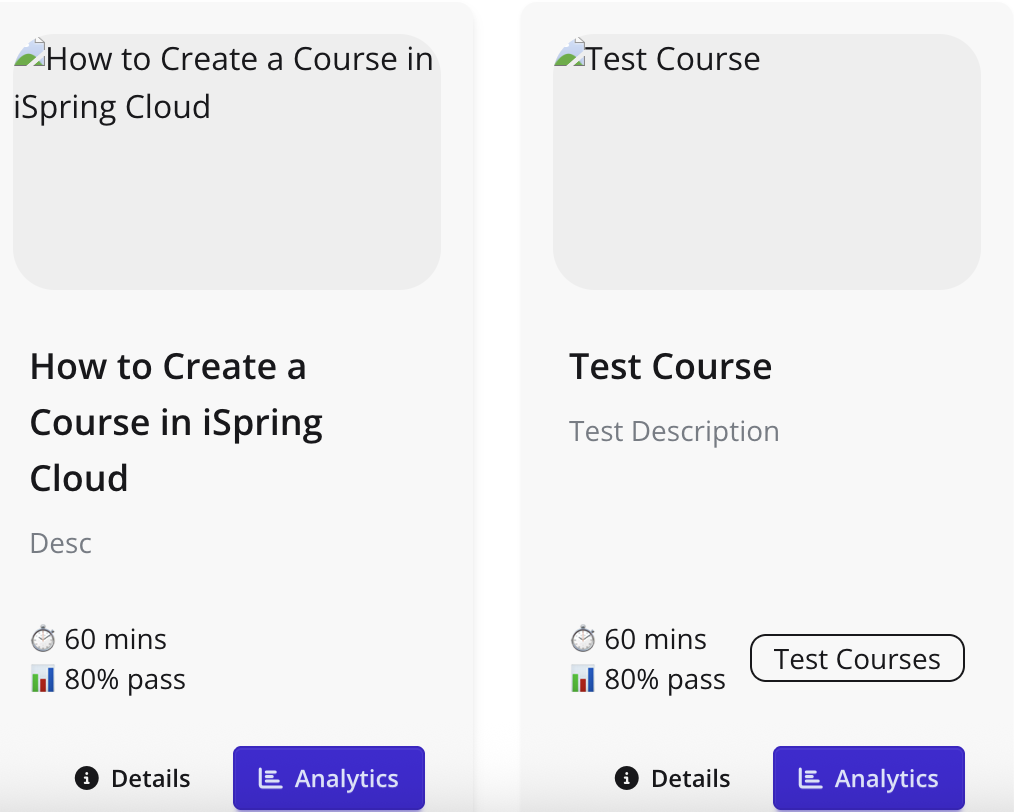 How to Create a Course in
iSpring Cloud
How to Create a
Course in iSpring
Cloud
Desc
60 mins
80% pass
Details
Analytics
Test Course
Test Course
Test Description
60 mins
80% pass
Test Courses
Details
Analytics